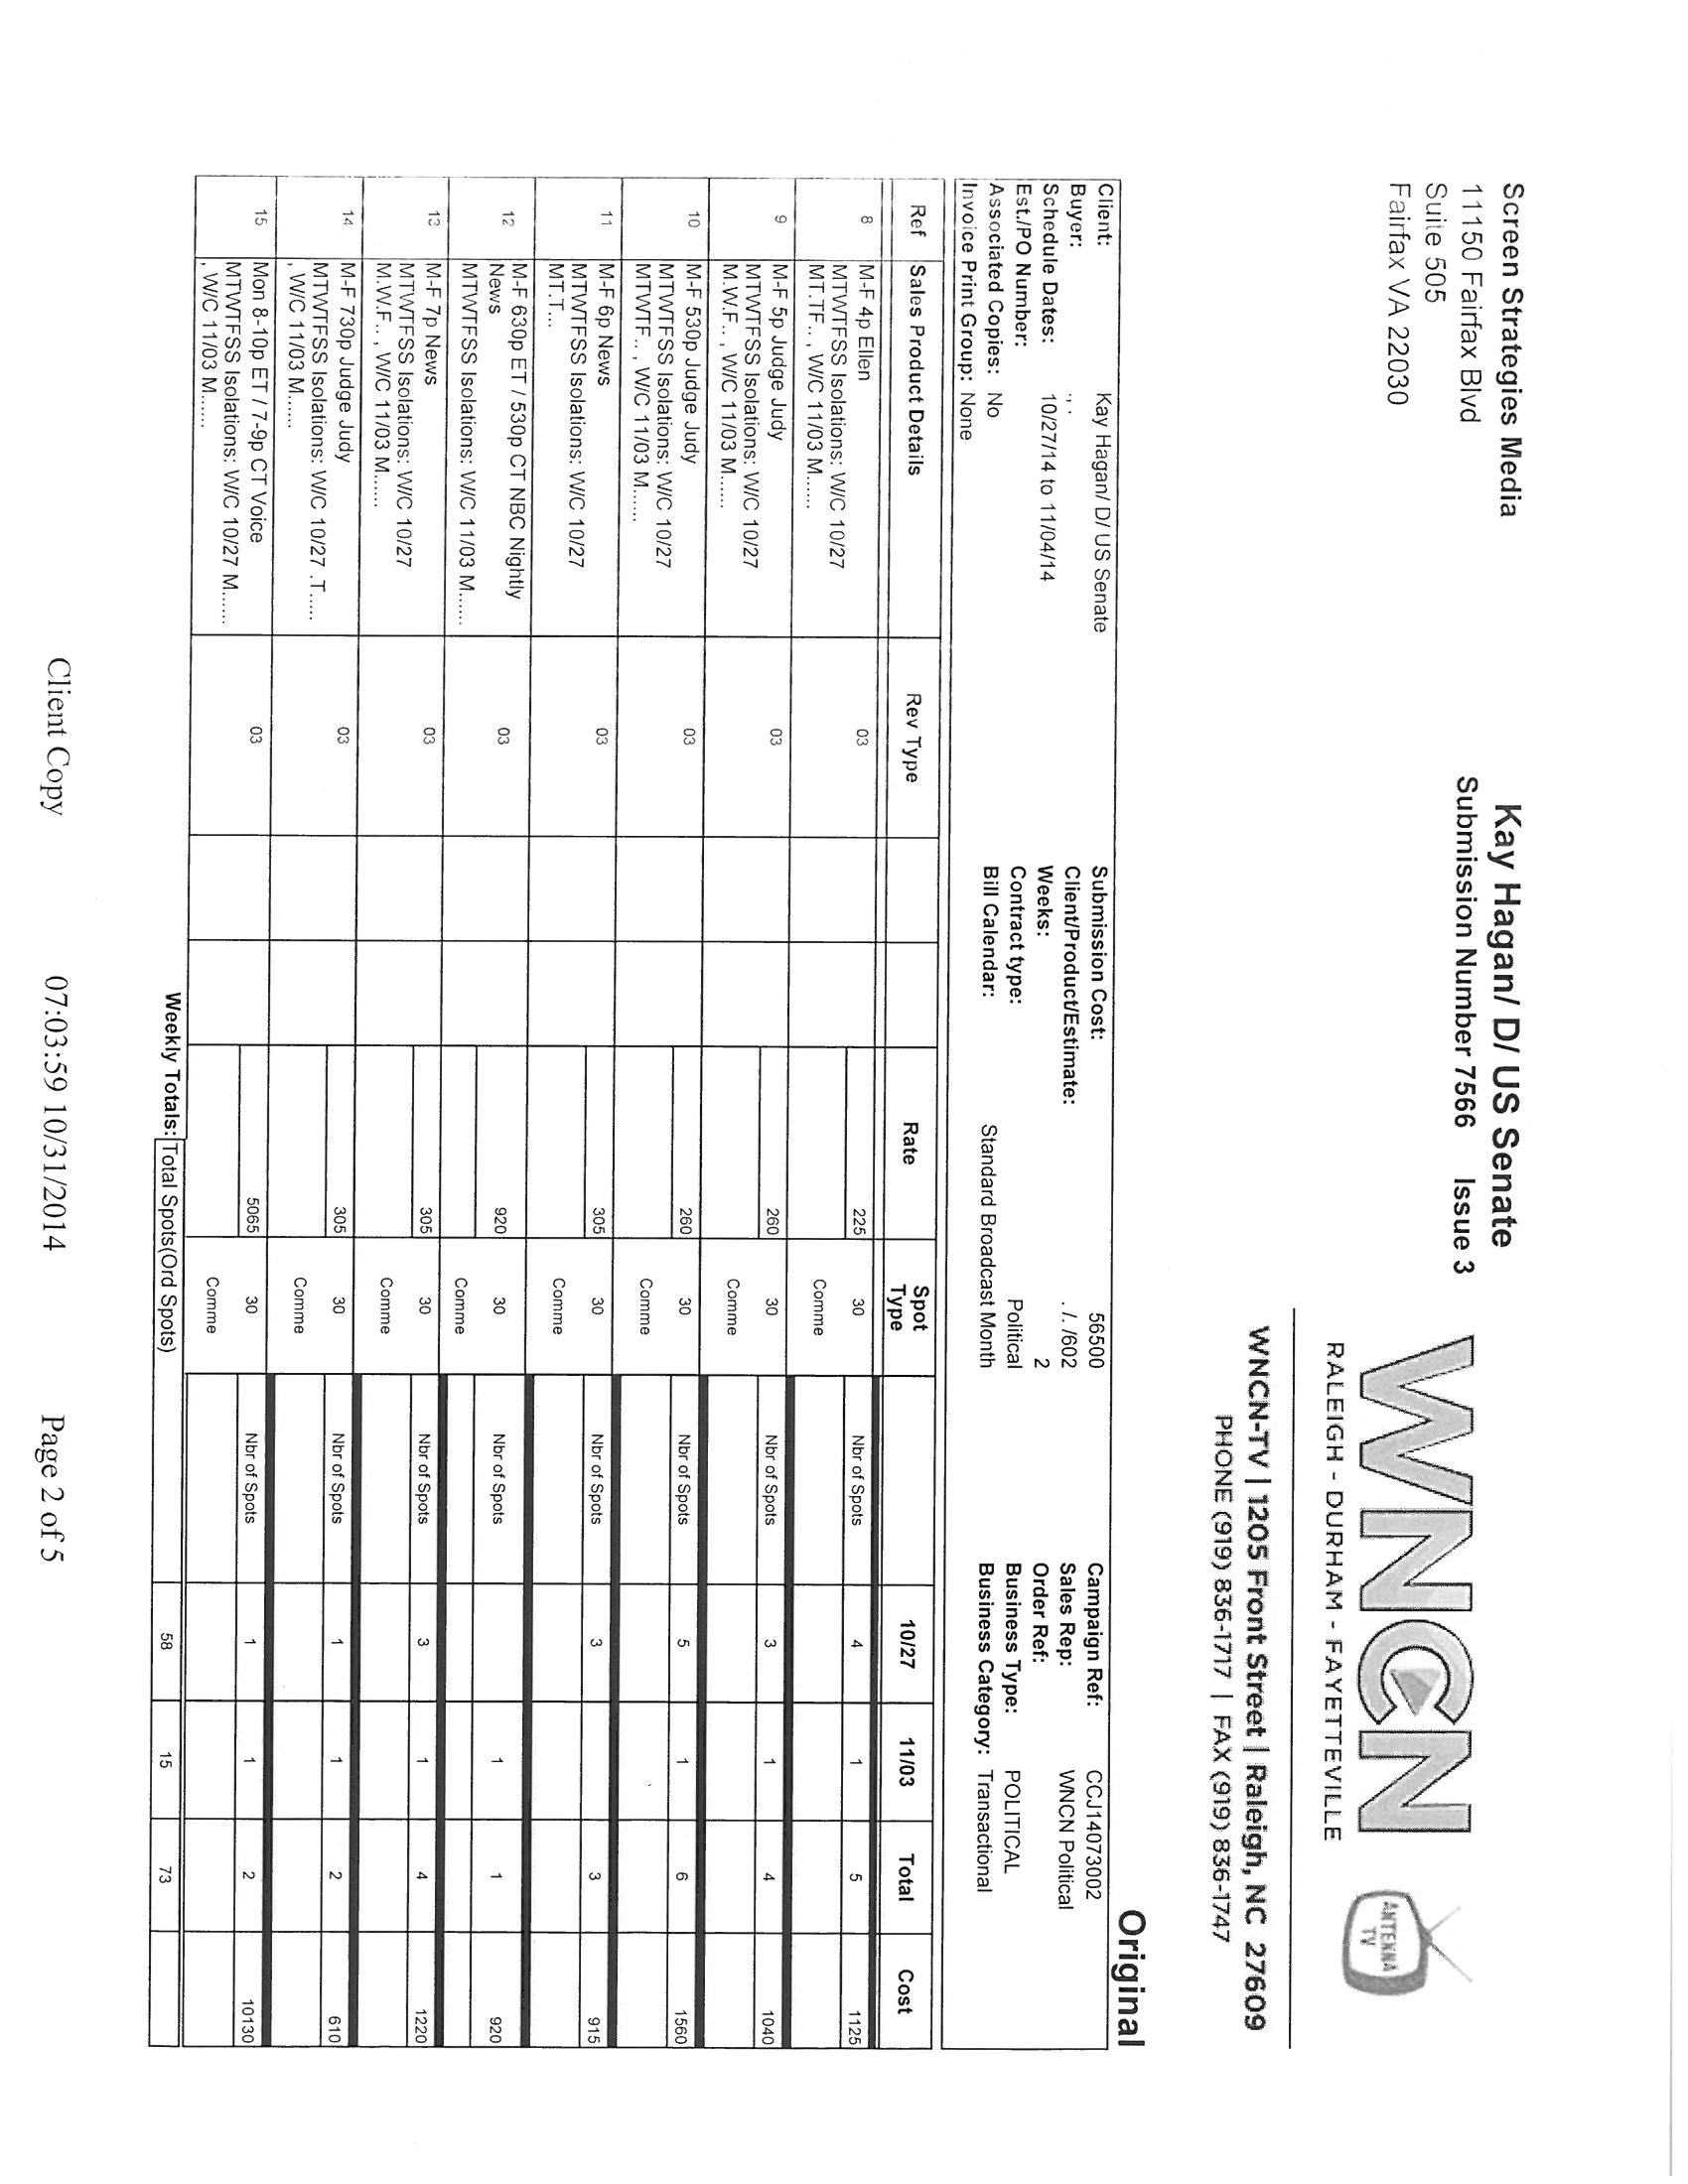 Screen Strategies Media
11150 Fairfax Blvd
Suite 505
Fairfax VA 22030
Kay Hagan/ D/ US Senate
Submission Number 7566 Issue 3
WNCN
RALEIGH - DURHAM - FAYETTEVILLE
ANTENNA
TV
WNCN-TV | 1205 Front Street | Raleigh, NC 27609
PHONE (919) 836-1717 | FAX (919) 836-1747
Original
Client: Kay Hagan/ D/ US Senate Submission Cost: 56500 Campaign Ref: CCJ14073002
Buyer: ', ' Client/Product/Estimate: . /. /602 Sales Rep: WNCN Political
Schedule Dates: 10/27/14 to 11/04/14 Weeks: 2 Order Ref:
Est./PO Number: Contract type: Political Business Type: POLITICAL
Associated Copies: No Bill Calendar: Standard Broadcast Month Business Category: Transactional
Invoice Print Group: None
Ref Sales Product Details Rev Type Rate Spot Type 10/27 11/03 Total Cost
8 M-F 4p Ellen 03 225 30 Nbr of Spots 4 1 5 1125
MTWTFSS Isolations: W/C 10/27
MT.TF.. , W/C 11/03 M...... Comme
9 M-F 5p Judge Judy 03 260 30 Nbr of Spots 3 1 4 1040
MTWTFSS Isolations: W/C 10/27
M.W.F.. , W/C 11/03 M...... Comme
10 M-F 530p Judge Judy 03 260 30 Nbr of Spots 5 1 6 1560
MTWTFSS Isolations: W/C 10/27
MTWTF.. , W/C 11/03 M...... Comme
11 M-F 6p News 03 305 30 Nbr of Spots 3 3 915
MTWTFSS Isolations: W/C 10/27
MT.T... Comme
12 M-F 630p ET / 530p CT NBC Nightly 03 920 30 Nbr of Spots 1 1 920
News
MTWTFSS Isolations: W/C 11/03 M...... Comme
13 M-F 7p News 03 305 30 Nbr of Spots 3 1 4 1220
MTWTFSS Isolations: W/C 10/27
M.W.F.. , W/C 11/03 M...... Comme
14 M-F 730p Judge Judy 03 305 30 Nbr of Spots 1 1 2 610
MTWTFSS Isolations: W/C 10/27 .T.....
, W/C 11/03 M...... Comme
15 Mon 8-10p ET / 7-9p CT Voice 03 5065 30 Nbr of Spots 1 1 2 10130
MTWTFSS Isolations: W/C 10/27 M......
, W/C 11/03 M...... Comme
Weekly Totals: Total Spots(Ord Spots) 58 15 73
Client Copy 07:03:59 10/31/2014 Page 2 of 5